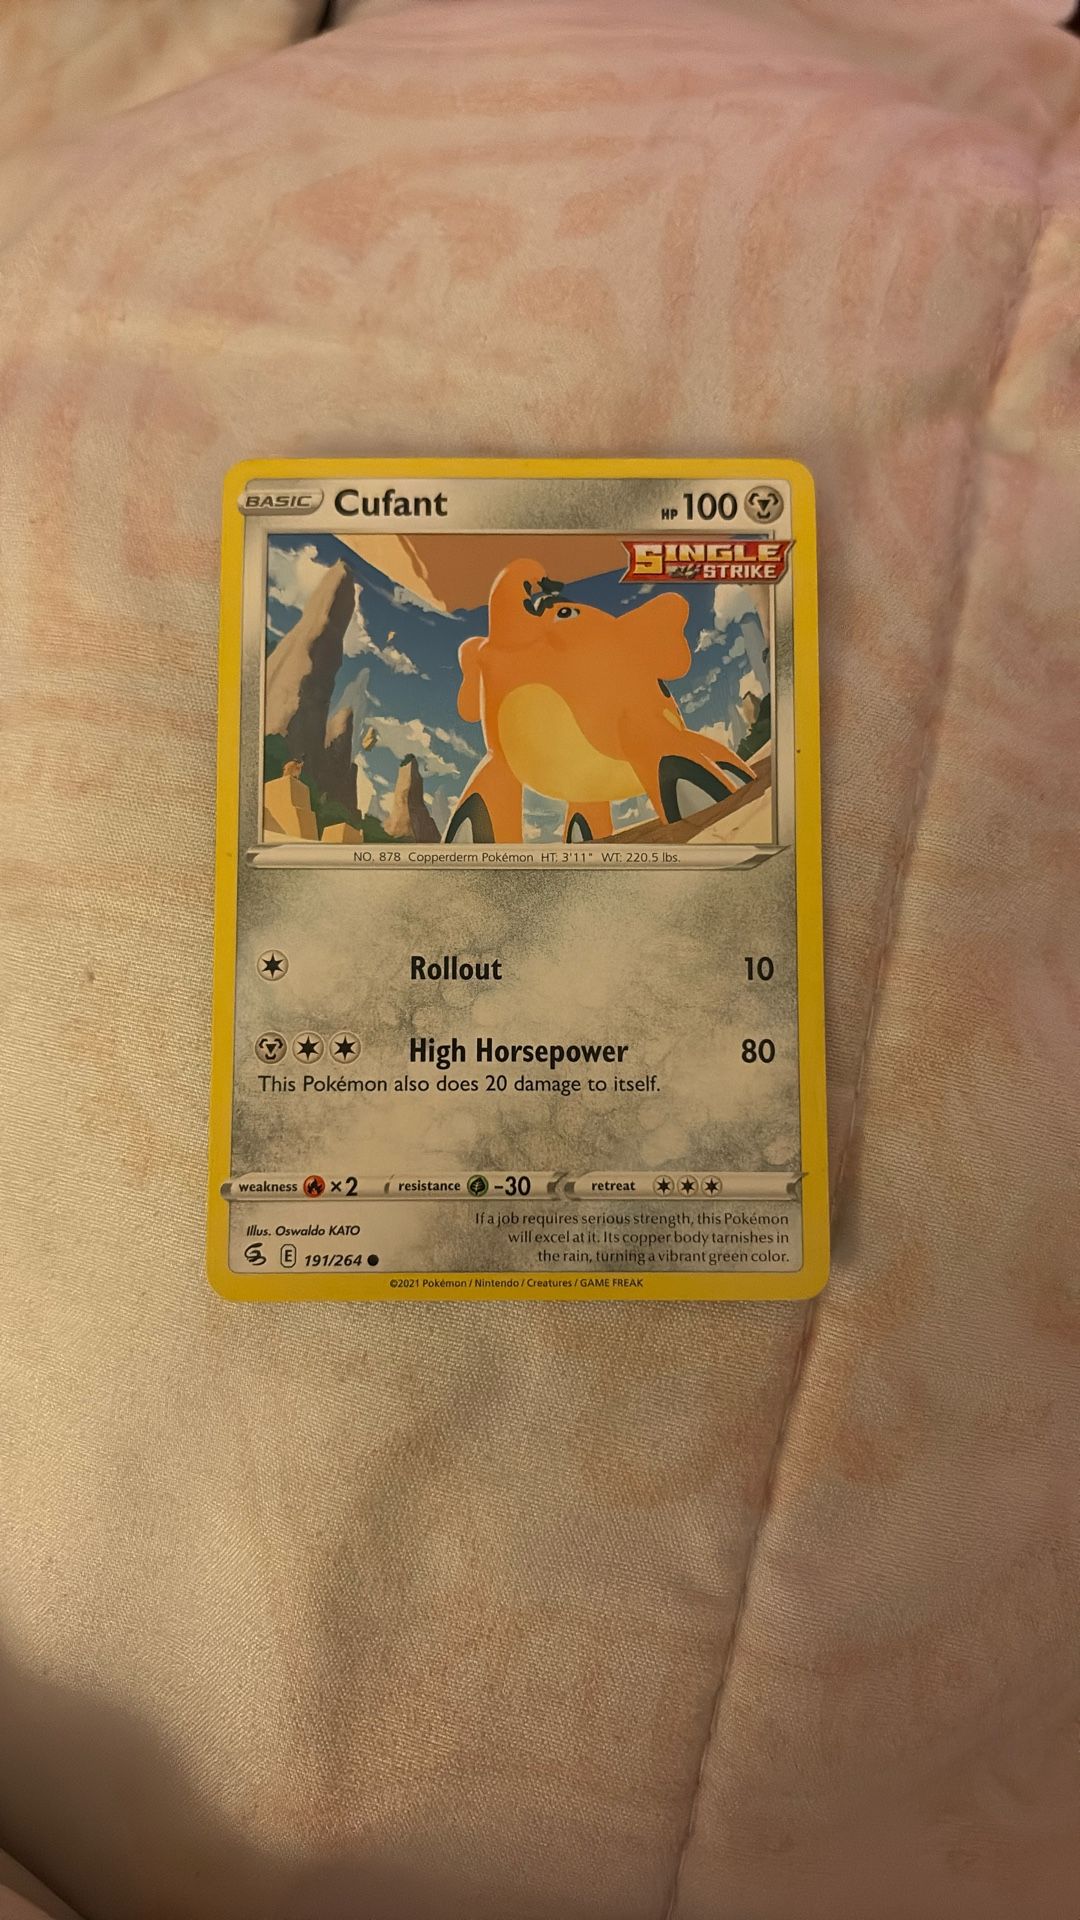 BASIC Cufant HP 100
SINGLE
STRIKE
NO. 878 Copperderm Pokémon HT: 3'11" WT: 220.5 lbs.
Rollout 10
High Horsepower 80
This Pokémon also does 20 damage to itself.
weakness ×2 resistance -30 retreat
If a job requires serious strength, this Pokémon
will excel at it. Its copper body tarnishes in
the rain, turning a vibrant green color.
Illus. Oswaldo KATO
E 191/264
©2021 Pokémon / Nintendo / Creatures / GAME FREAK